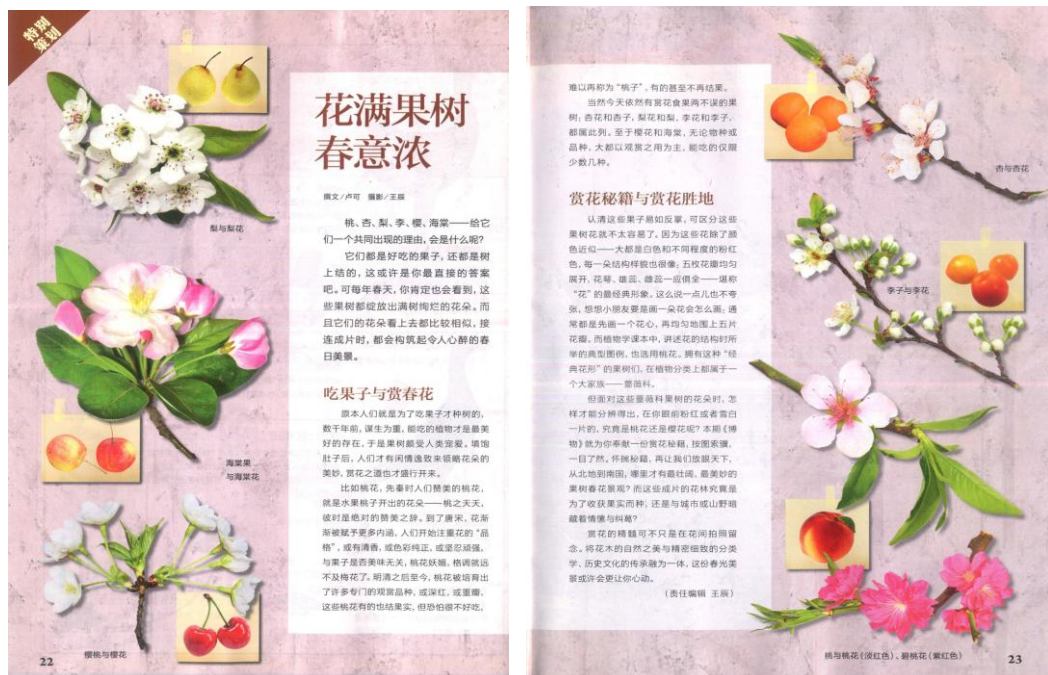 特别
策划
花满果树
春意浓
撰文/卢可 摄影/王辰
桃、杏、梨、李、樱、海棠——给它
们一个共同出现的理由，会是什么呢？
它们都是好吃的果子，还都是树
上结的，这或许是你最直接的答案
吧。可每年春天，你肯定也会看到，这
些果树都绽放出满树绚烂的花朵。而
且它们的花朵看上去都比较相似，接
连成片时，都会构筑起令人心醉的春
日美景。
吃果子与赏春花
原本人们就是为了吃果子才种树的，
数千年前，谋生为重，能吃的植物才是最美
好的存在，于是果树颇受人类宠爱。填饱
肚子后，人们才有闲情逸致来领略花朵的
美妙，赏花之道也才盛行开来。
比如桃花，先秦时人们赞美的桃花，
就是水果桃子开出的花朵——桃之夭夭，
彼时是绝对的赞美之辞。到了唐宋，花渐
渐被赋予更多内涵，人们开始注重花的“品
格”，或有清香，或色彩纯正，或坚忍顽强，
与果子是否美味无关，桃花妖媚，格调就远
不及梅花了。明清之后至今，桃花被培育出
了许多专门的观赏品种，或深红，或重瓣，
这些桃花有的也结果实，但恐怕很不好吃，
梨与梨花
海棠果
与海棠花
樱桃与樱花
22
难以再称为“桃子”，有的甚至不再结果。
当然今天依然有赏花食果两不误的果
树：杏花和杏子，梨花和梨，李花和李子，
都属此列。至于樱花和海棠，无论物种或
品种，大都以观赏之用为主，能吃的仅限
少数几种。
赏花秘籍与赏花胜地
认清这些果子易如反掌，可区分这些
果树花就不太容易了。因为这些花除了颜
色近似——大都是白色和不同程度的粉红
色，每一朵结构样貌也很像：五枚花瓣均匀
展开，花萼、雄蕊、雌蕊一应俱全——堪称
“花”的最经典形象。这么说一点儿也不夸
张，想想小朋友要是画一朵花会怎么画：通
常都是先画一个花心，再均匀地围上五片
花瓣。而植物学课本中，讲述花的结构时所
举的典型图例，也选用桃花。拥有这种“经
典花形”的果树们，在植物分类上都属于一
个大家族——蔷薇科。
但面对这些蔷薇科果树的花朵时，怎
样才能分辨得出，在你眼前粉红或者雪白
一片的，究竟是桃花还是樱花呢？本期《博
物》就为你奉献一份赏花秘籍，按图索骥，
一目了然。怀揣秘籍，再让我们放眼天下，
从北地到南国，哪里才有最壮阔、最美妙的
果树春花景观？而这些成片的花林究竟是
为了收获果实而种，还是与城市或山野暗
藏着情愫与纠葛？
赏花的精髓可不只是在花间拍照留
念。将花木的自然之美与精密细致的分类
学、历史文化的传承融为一体，这份春光美
景或许会更让你心动。
（责任编辑 王辰）
杏与杏花
李子与李花
桃与桃花（淡红色）、碧桃花（紫红色）
23